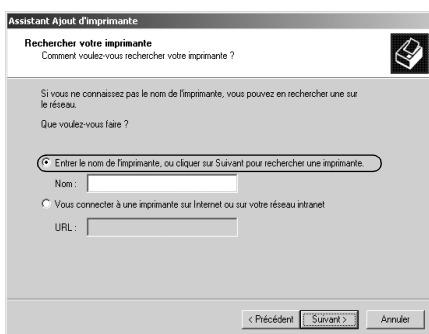 Assistant Ajout d'imprimante
Rechercher votre imprimante
Comment voulez-vous rechercher votre imprimante ?
Si vous ne connaissez pas le nom de l'imprimante, vous pouvez en rechercher une sur
le réseau.
Que voulez-vous faire ?
Entrer le nom de l'imprimante, ou cliquer sur Suivant pour rechercher une imprimante.
Nom :
Vous connecter à une imprimante sur Internet ou sur votre réseau intranet
URL :
< Précédent Suivant > Annuler